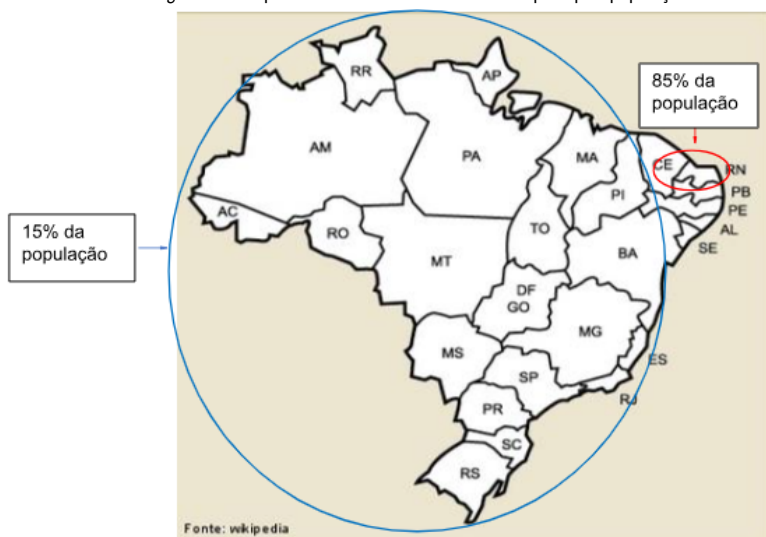 85% da
população
15% da
população
RR
AP
AM
PA
MA
CE
RN
PI
PB
PE
AL
SE
AC
RO
TO
BA
MT
DF
GO
MG
MS
ES
SP
RJ
PR
SC
RS
Fonte: wikipedia